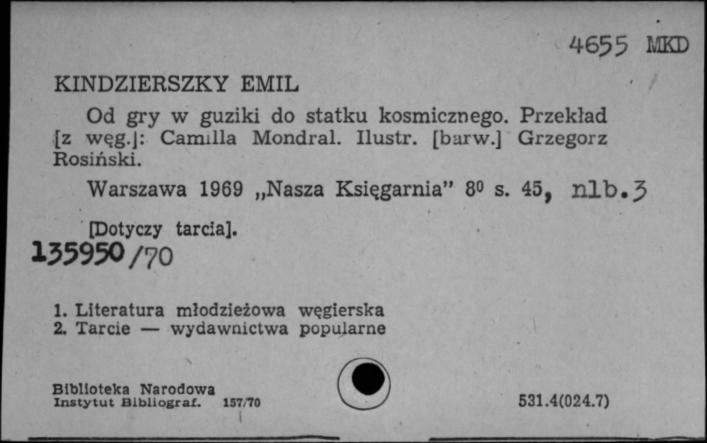 4655 MKD
KINDZIERSZKY EMIL
Od gry w guziki do statku kosmicznego. Przekład
[z węg.]: Camilla Mondral. Ilustr. [barw.] Grzegorz
Rosiński.
Warszawa 1969 „Nasza Księgarnia” 8⁰ s. 45, nlb.3
[Dotyczy tarcia].
135950/70
1. Literatura młodzieżowa węgierska
2. Tarcie — wydawnictwa popularne
Biblioteka Narodowa
Instytut Bibliograf. 157/70
531.4(024.7)